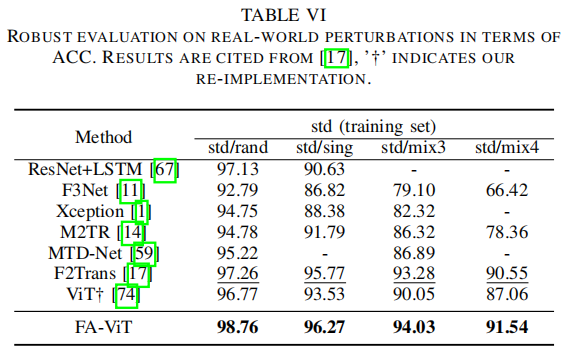 TABLE VI
ROBUST EVALUATION ON REAL-WORLD PERTURBATIONS IN TERMS OF
ACC. RESULTS ARE CITED FROM [17], '†' INDICATES OUR
RE-IMPLEMENTATION.
Method std (training set)
std/rand std/sing std/mix3 std/mix4
ResNet+LSTM [67] 97.13 90.63 - -
F3Net [11] 92.79 86.82 79.10 66.42
Xception [1] 94.75 88.38 82.32 -
M2TR [14] 94.78 91.79 86.32 78.36
MTD-Net [59] 95.22 - 86.89 -
F2Trans [17] 97.26 95.77 93.28 90.55
ViT† [74] 96.77 93.53 90.05 87.06
FA-ViT 98.76 96.27 94.03 91.54